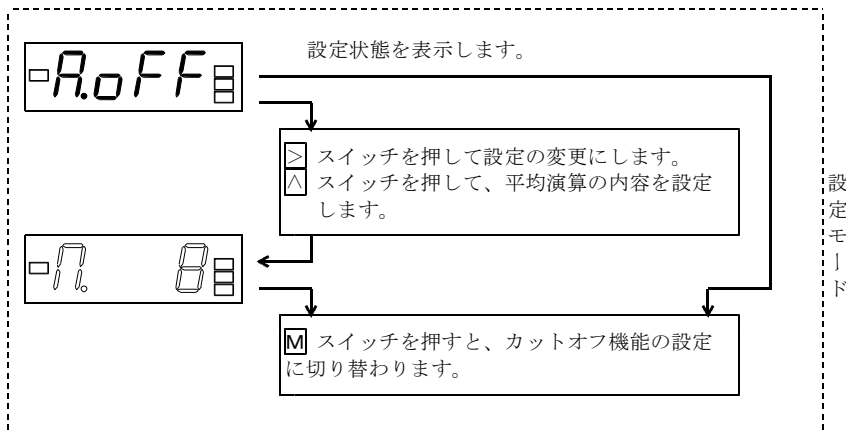 設定状態を表示します。
A.oFF
> スイッチを押して設定の変更にします。
∧ スイッチを押して、平均演算の内容を設定
します。
n. 8
M スイッチを押すと、カットオフ機能の設定
に切り替わります。
設定モード